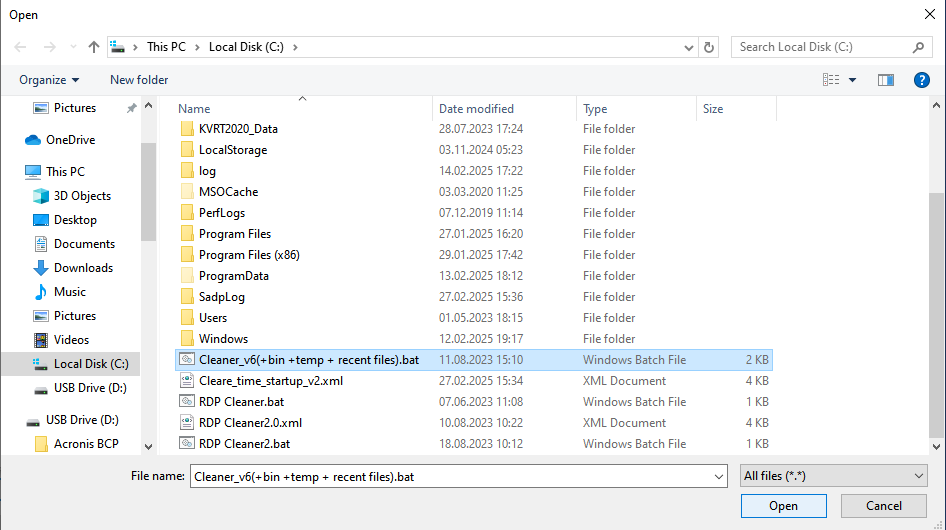 Open
This PC > Local Disk (C:) >
Search Local Disk (C:)
Organize
New folder
Pictures
OneDrive
This PC
3D Objects
Desktop
Documents
Downloads
Music
Pictures
Videos
Local Disk (C:)
USB Drive (D:)
USB Drive (D:)
Acronis BCP
Name Date modified Type Size
KVRT2020_Data 28.07.2023 17:24 File folder
LocalStorage 03.11.2024 05:23 File folder
log 14.02.2025 17:22 File folder
MSOCache 03.03.2020 11:25 File folder
PerfLogs 07.12.2019 11:14 File folder
Program Files 27.01.2025 16:20 File folder
Program Files (x86) 29.01.2025 17:42 File folder
ProgramData 13.02.2025 18:12 File folder
SadpLog 27.02.2025 15:36 File folder
Users 01.05.2023 18:15 File folder
Windows 12.02.2025 19:17 File folder
Cleaner_v6(+bin +temp + recent files).bat 11.08.2023 15:10 Windows Batch File 2 KB
Cleare_time_startup_v2.xml 27.02.2025 15:34 XML Document 4 KB
RDP Cleaner.bat 07.06.2023 11:08 Windows Batch File 1 KB
RDP Cleaner2.0.xml 10.08.2023 10:22 XML Document 4 KB
RDP Cleaner2.bat 18.08.2023 10:12 Windows Batch File 1 KB
File name: Cleaner_v6(+bin +temp + recent files).bat
All files (*.*)
Open
Cancel